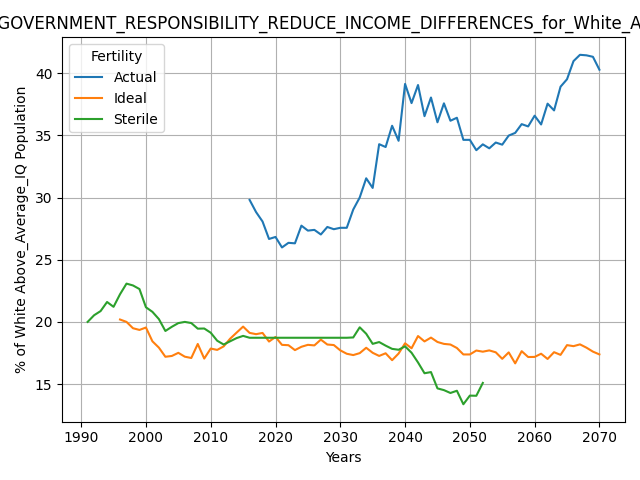 GOVERNMENT_RESPONSIBILITY_REDUCE_INCOME_DIFFERENCES_for_White_A
Fertility
Actual
Ideal
Sterile
% of White Above_Average_IQ Population
40
35
30
25
20
15
1990 2000 2010 2020 2030 2040 2050 2060 2070
Years